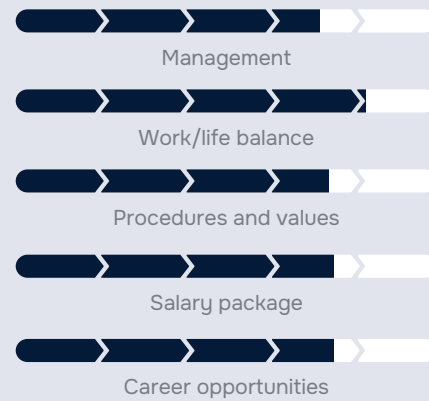 Management
Work/life balance
Procedures and values
Salary package
Career opportunities